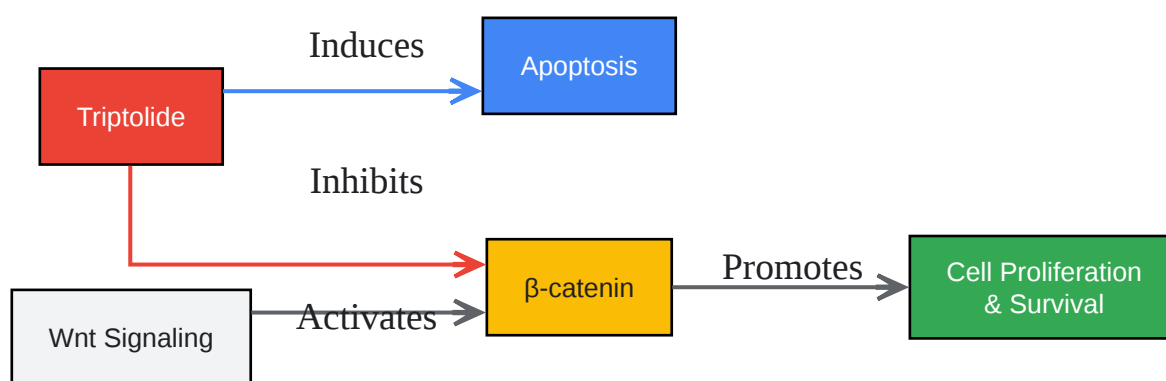 Induces
Apoptosis
Triptolide
Inhibits
β-catenin
Promotes
Cell Proliferation
& Survival
Activates
Wnt Signaling